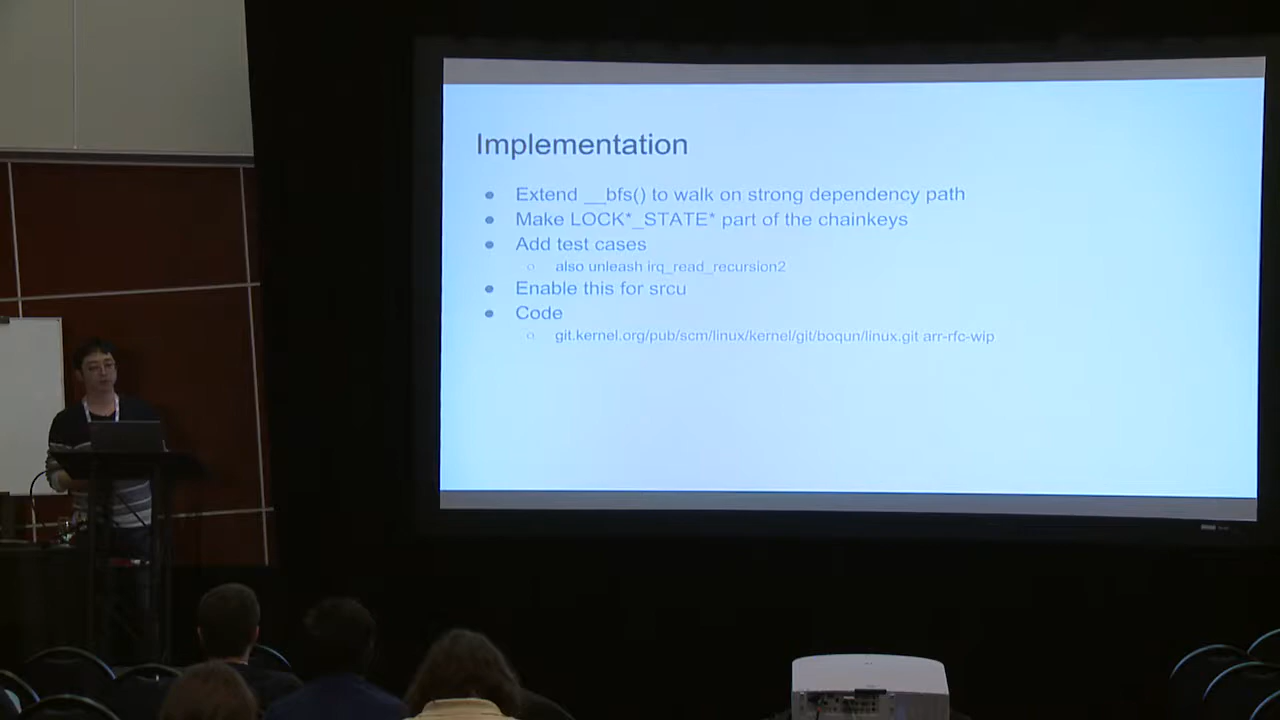 Implementation
Extend __bfs() to walk on strong dependency path
Make LOCK*_STATE* part of the chainkeys
Add test cases
also unleash irq_read_recursion2
Enable this for srcu
Code
git.kernel.org/pub/scm/linux/kernel/git/boqun/linux.git arr-rfc-wip